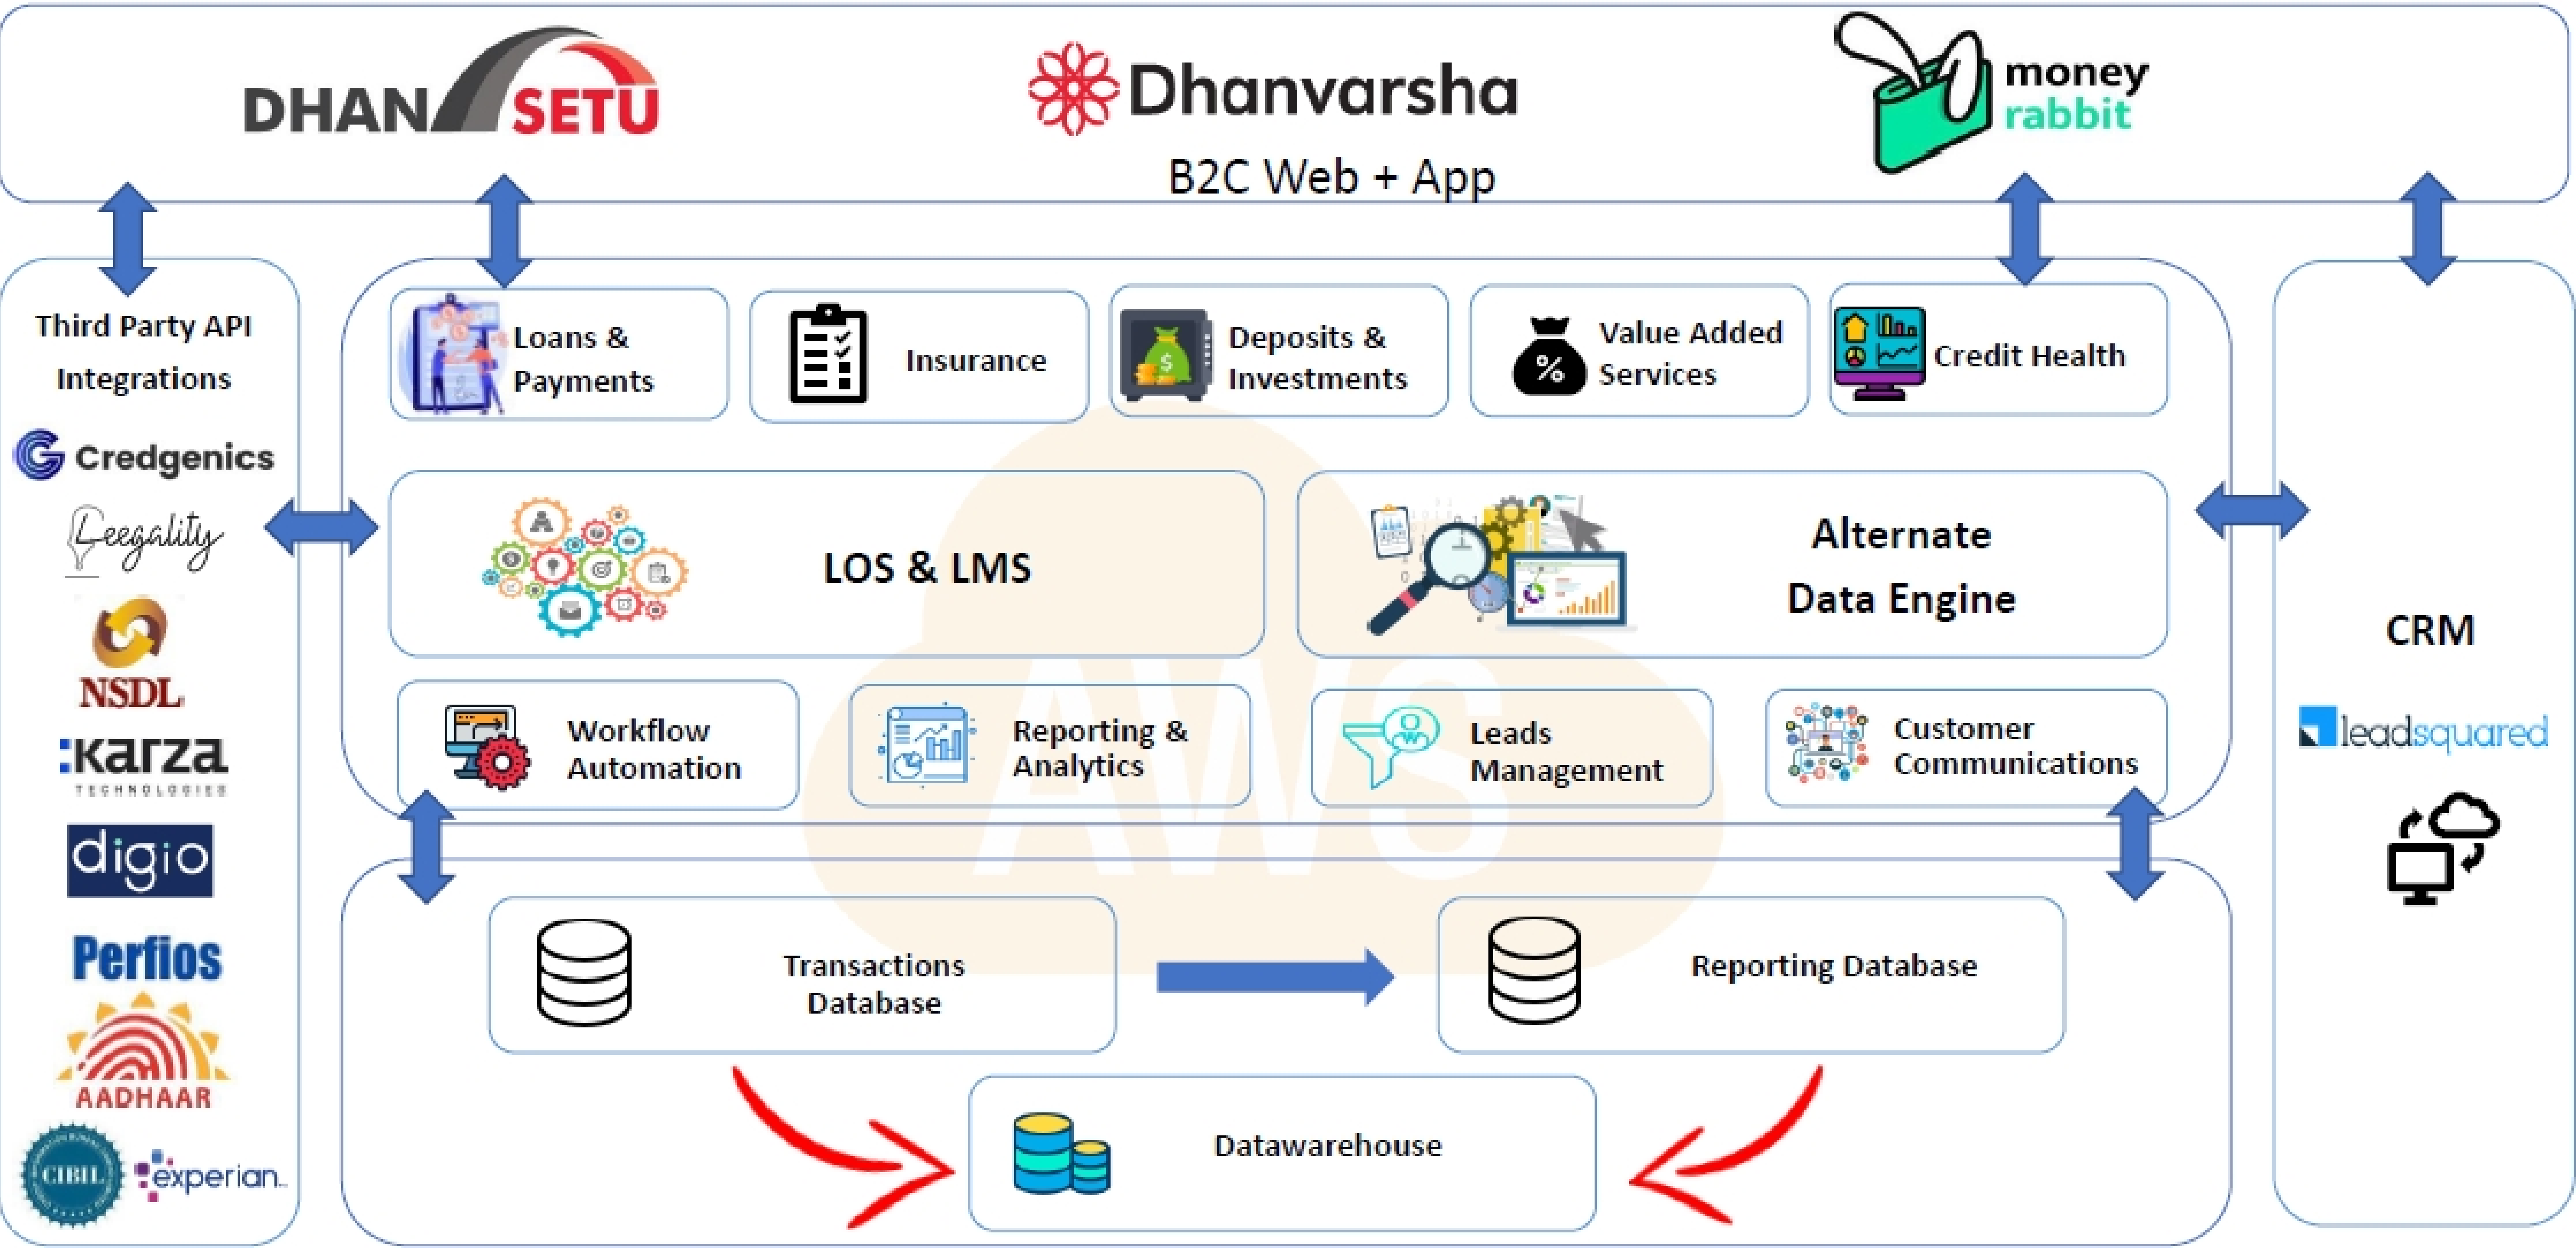 DHAN SETU
Dhanvarsha
B2C Web + App
money
rabbit
Third Party API
Integrations
Credgenics
Leegality
NSDL
Karza
TECHNOLOGIES
digio
Perfios
AADHAAR
CIBIL
experian
Loans &
Payments
Insurance
Deposits &
Investments
Value Added
Services
Credit Health
LOS & LMS
Alternate
Data Engine
Workflow
Automation
Reporting &
Analytics
Leads
Management
Customer
Communications
AWS
Transactions
Database
Reporting Database
Datawarehouse
CRM
leadsquared